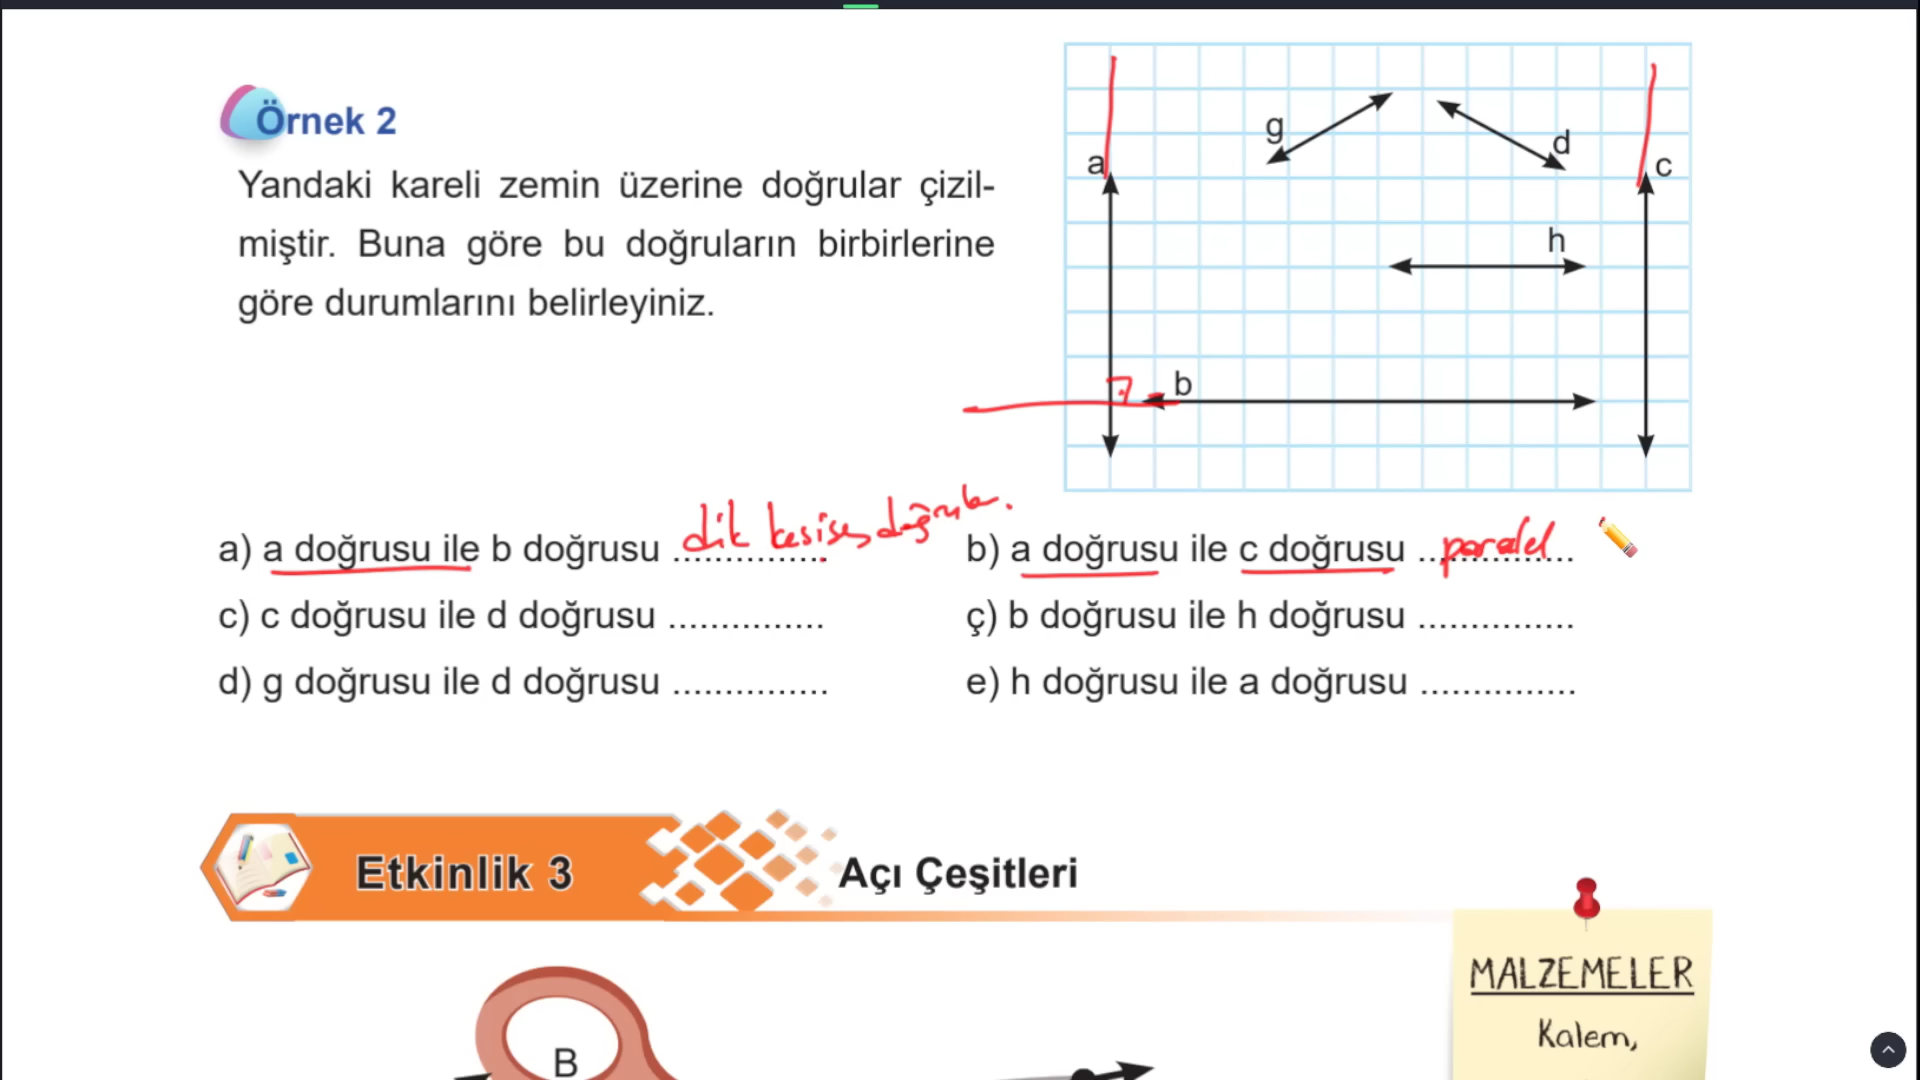 Örnek 2
Yandaki kareli zemin üzerine doğrular çizil-
miştir. Buna göre bu doğruların birbirlerine
göre durumlarını belirleyiniz.
g
d
a
c
h
b
dik kesişen doğrular.
a) a doğrusu ile b doğrusu ...............
b) a doğrusu ile c doğrusu ............... paralel
c) c doğrusu ile d doğrusu ...............
ç) b doğrusu ile h doğrusu ...............
d) g doğrusu ile d doğrusu ...............
e) h doğrusu ile a doğrusu ...............
Etkinlik 3
Açı Çeşitleri
MALZEMELER
Kalem,
B